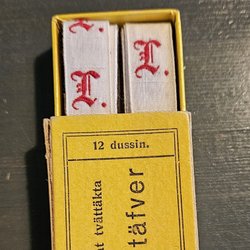 12 dussin.
t tvättäkta
täfver